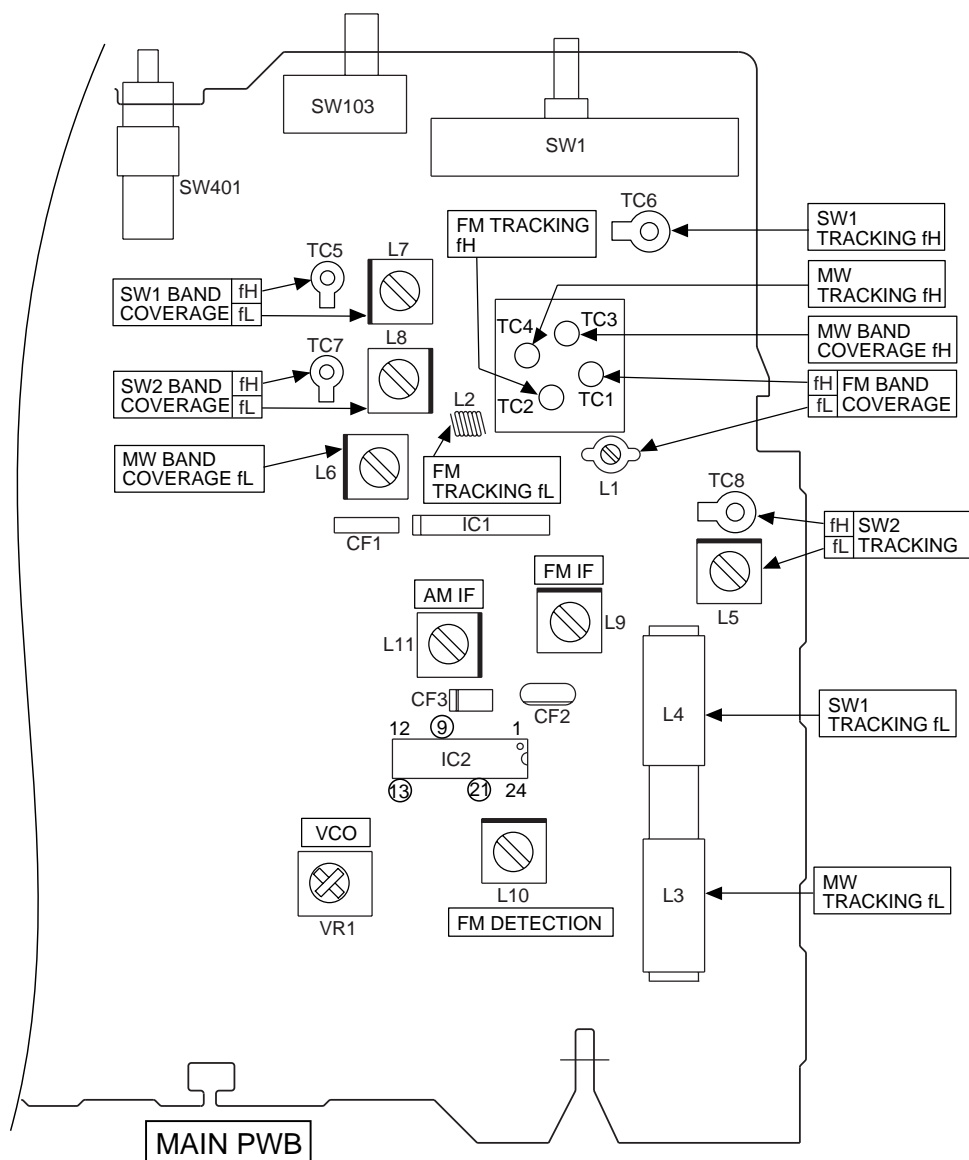 SW103
SW1
SW401
TC6
FM TRACKING
fH
SW1
TRACKING fH
TC5
L7
MW
TRACKING fH
SW1 BAND
COVERAGE
fH
fL
TC4
TC3
MW BAND
COVERAGE fH
L8
TC7
SW2 BAND
COVERAGE
fH
fL
TC2
TC1
fH
fL
FM BAND
COVERAGE
L2
MW BAND
COVERAGE fL
L6
FM
TRACKING fL
L1
TC8
CF1
IC1
fH
fL
SW2
TRACKING
FM IF
AM IF
L5
L9
L11
CF3
CF2
L4
SW1
TRACKING fL
12
9
1
IC2
13
21
24
VCO
L3
MW
TRACKING fL
L10
VR1
FM DETECTION
MAIN PWB